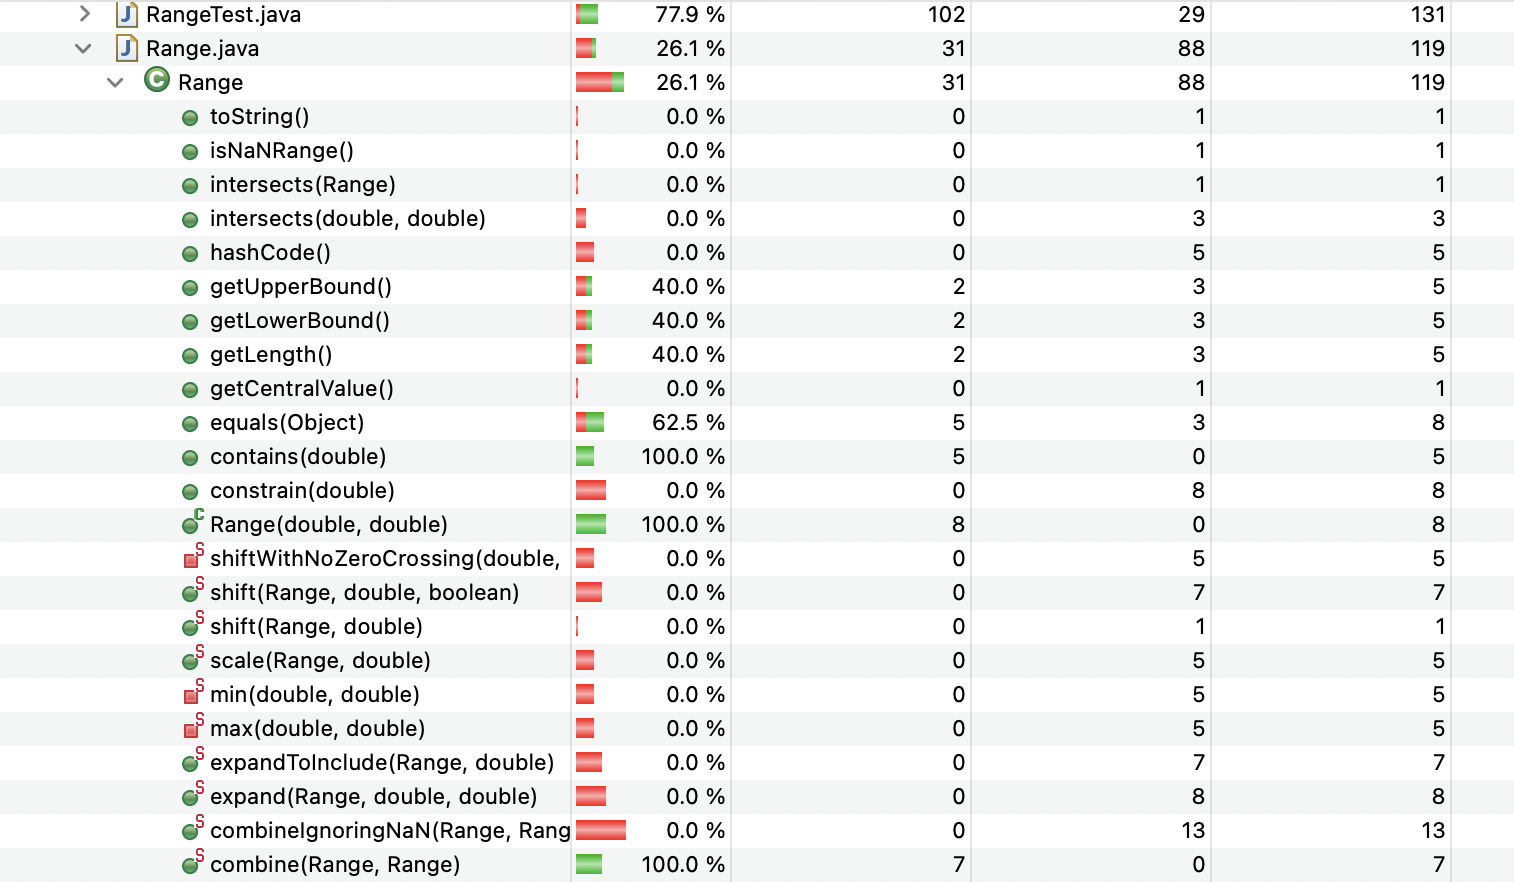 RangeTest.java 77.9 % 102 29 131
Range.java 26.1 % 31 88 119
Range 26.1 % 31 88 119
toString() 0.0 % 0 1 1
isNaNRange() 0.0 % 0 1 1
intersects(Range) 0.0 % 0 1 1
intersects(double, double) 0.0 % 0 3 3
hashCode() 0.0 % 0 5 5
getUpperBound() 40.0 % 2 3 5
getLowerBound() 40.0 % 2 3 5
getLength() 40.0 % 2 3 5
getCentralValue() 0.0 % 0 1 1
equals(Object) 62.5 % 5 3 8
contains(double) 100.0 % 5 0 5
constrain(double) 0.0 % 0 8 8
Range(double, double) 100.0 % 8 0 8
shiftWithNoZeroCrossing(double, 0.0 % 0 5 5
shift(Range, double, boolean) 0.0 % 0 7 7
shift(Range, double) 0.0 % 0 1 1
scale(Range, double) 0.0 % 0 5 5
min(double, double) 0.0 % 0 5 5
max(double, double) 0.0 % 0 5 5
expandToInclude(Range, double) 0.0 % 0 7 7
expand(Range, double, double) 0.0 % 0 8 8
combineIgnoringNaN(Range, Rang 0.0 % 0 13 13
combine(Range, Range) 100.0 % 7 0 7